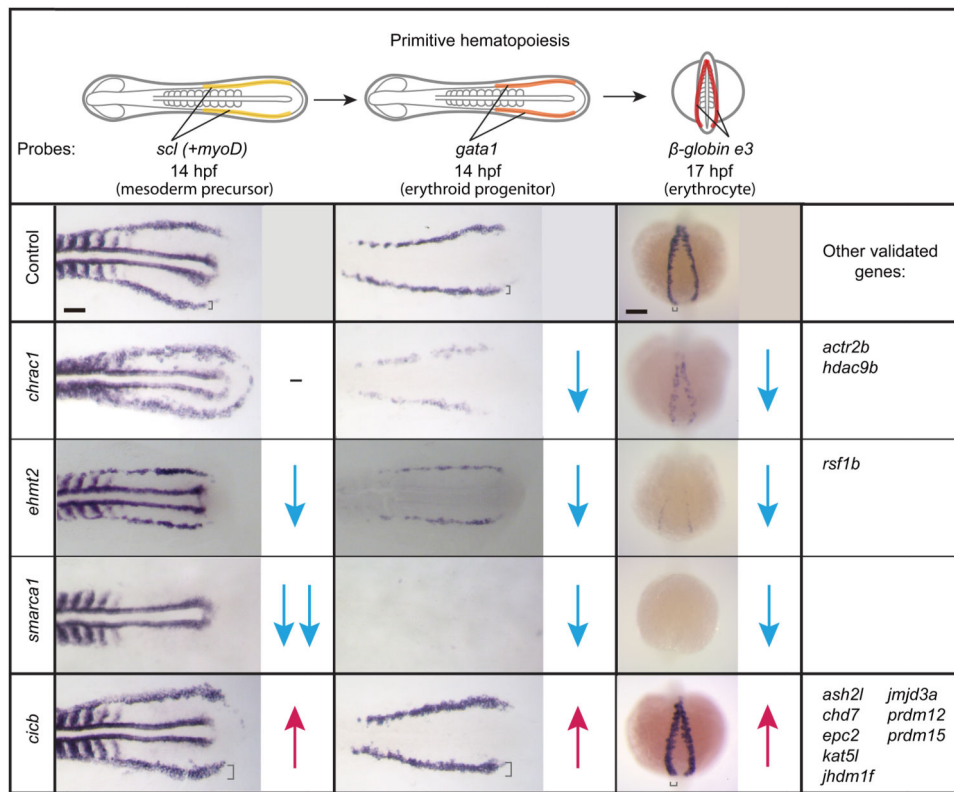 Primitive hematopoiesis
Probes:
scl (+myoD)
14 hpf
(mesoderm precursor)
gata1
14 hpf
(erythroid progenitor)
β-globin e3
17 hpf
(erythrocyte)
Control
Other validated
genes:
chrac1
–
actr2b
hdac9b
ehmt2
rsf1b
smarca1
cicb
ash2l jmjd3a
chd7 prdm12
epc2 prdm15
kat5l
jhdm1f